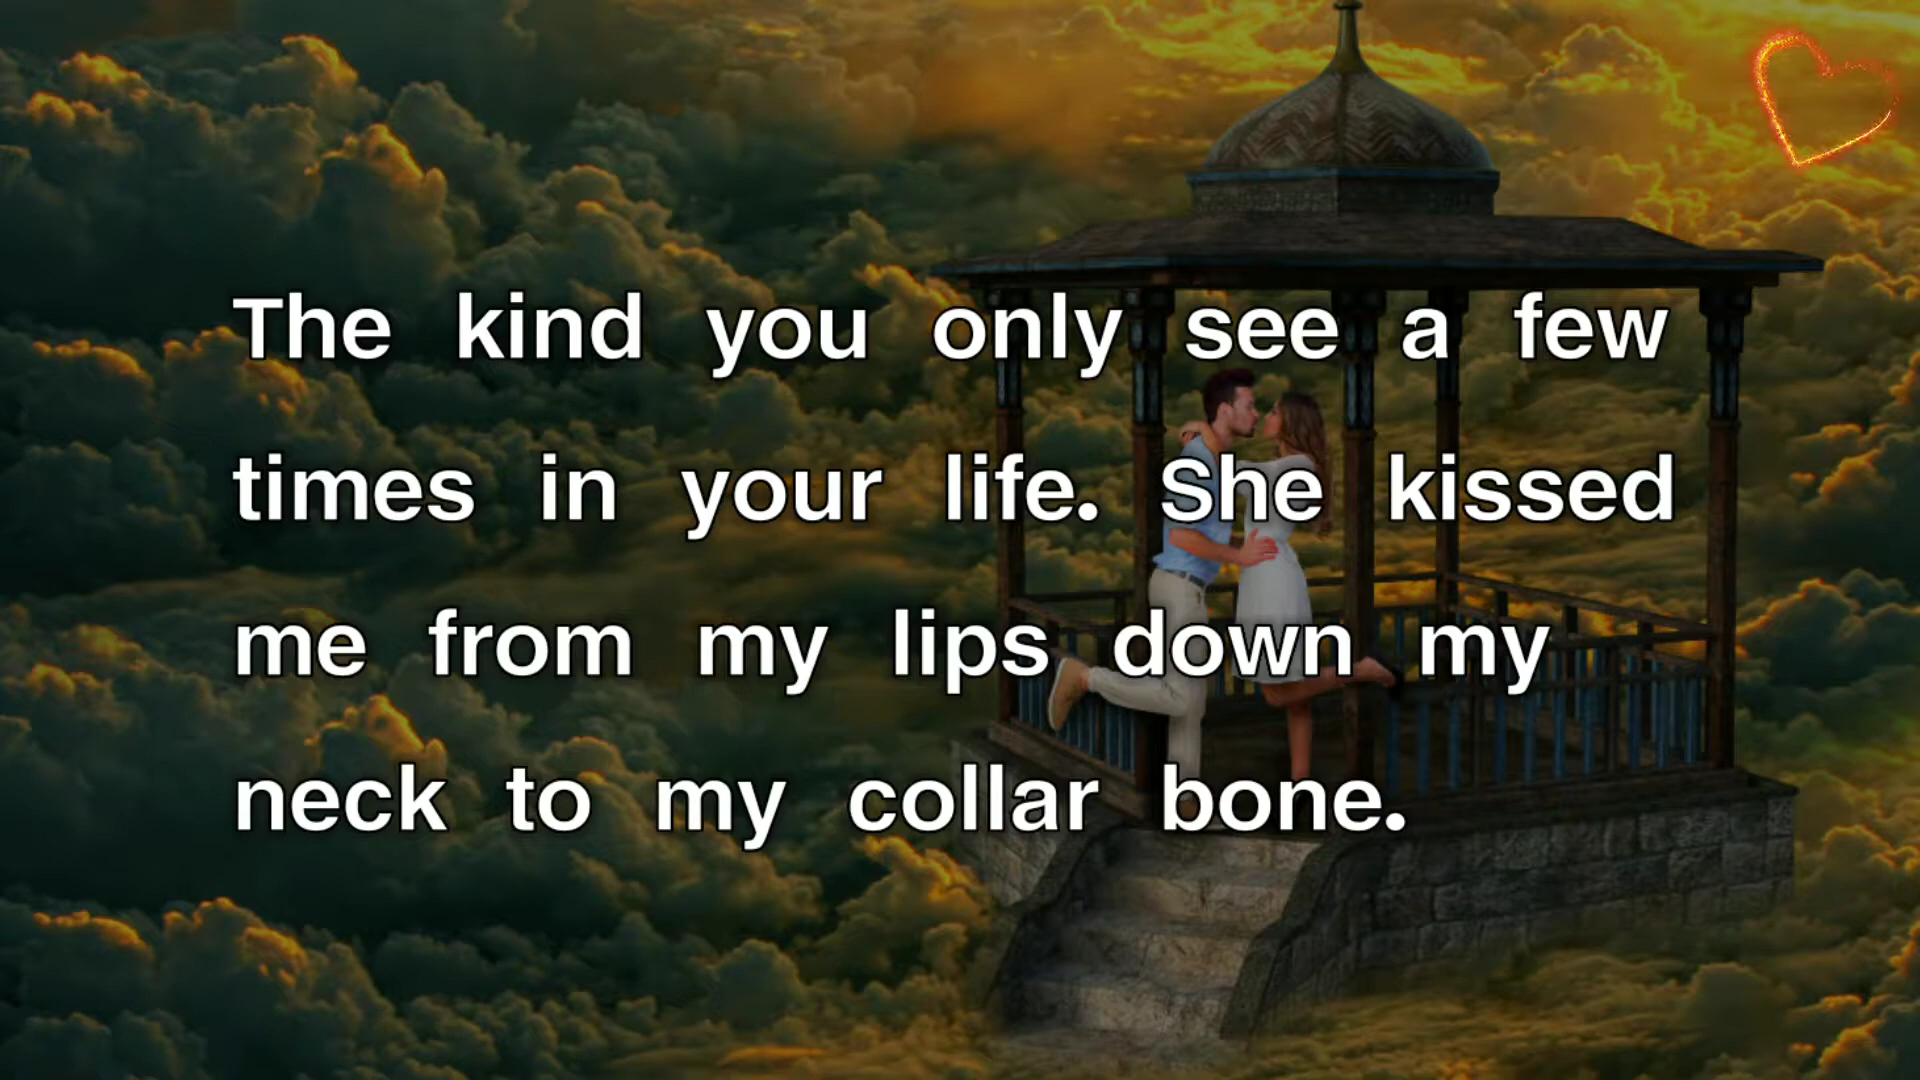 The kind you only see a few
times in your life. She kissed
me from my lips down my
neck to my collar bone.